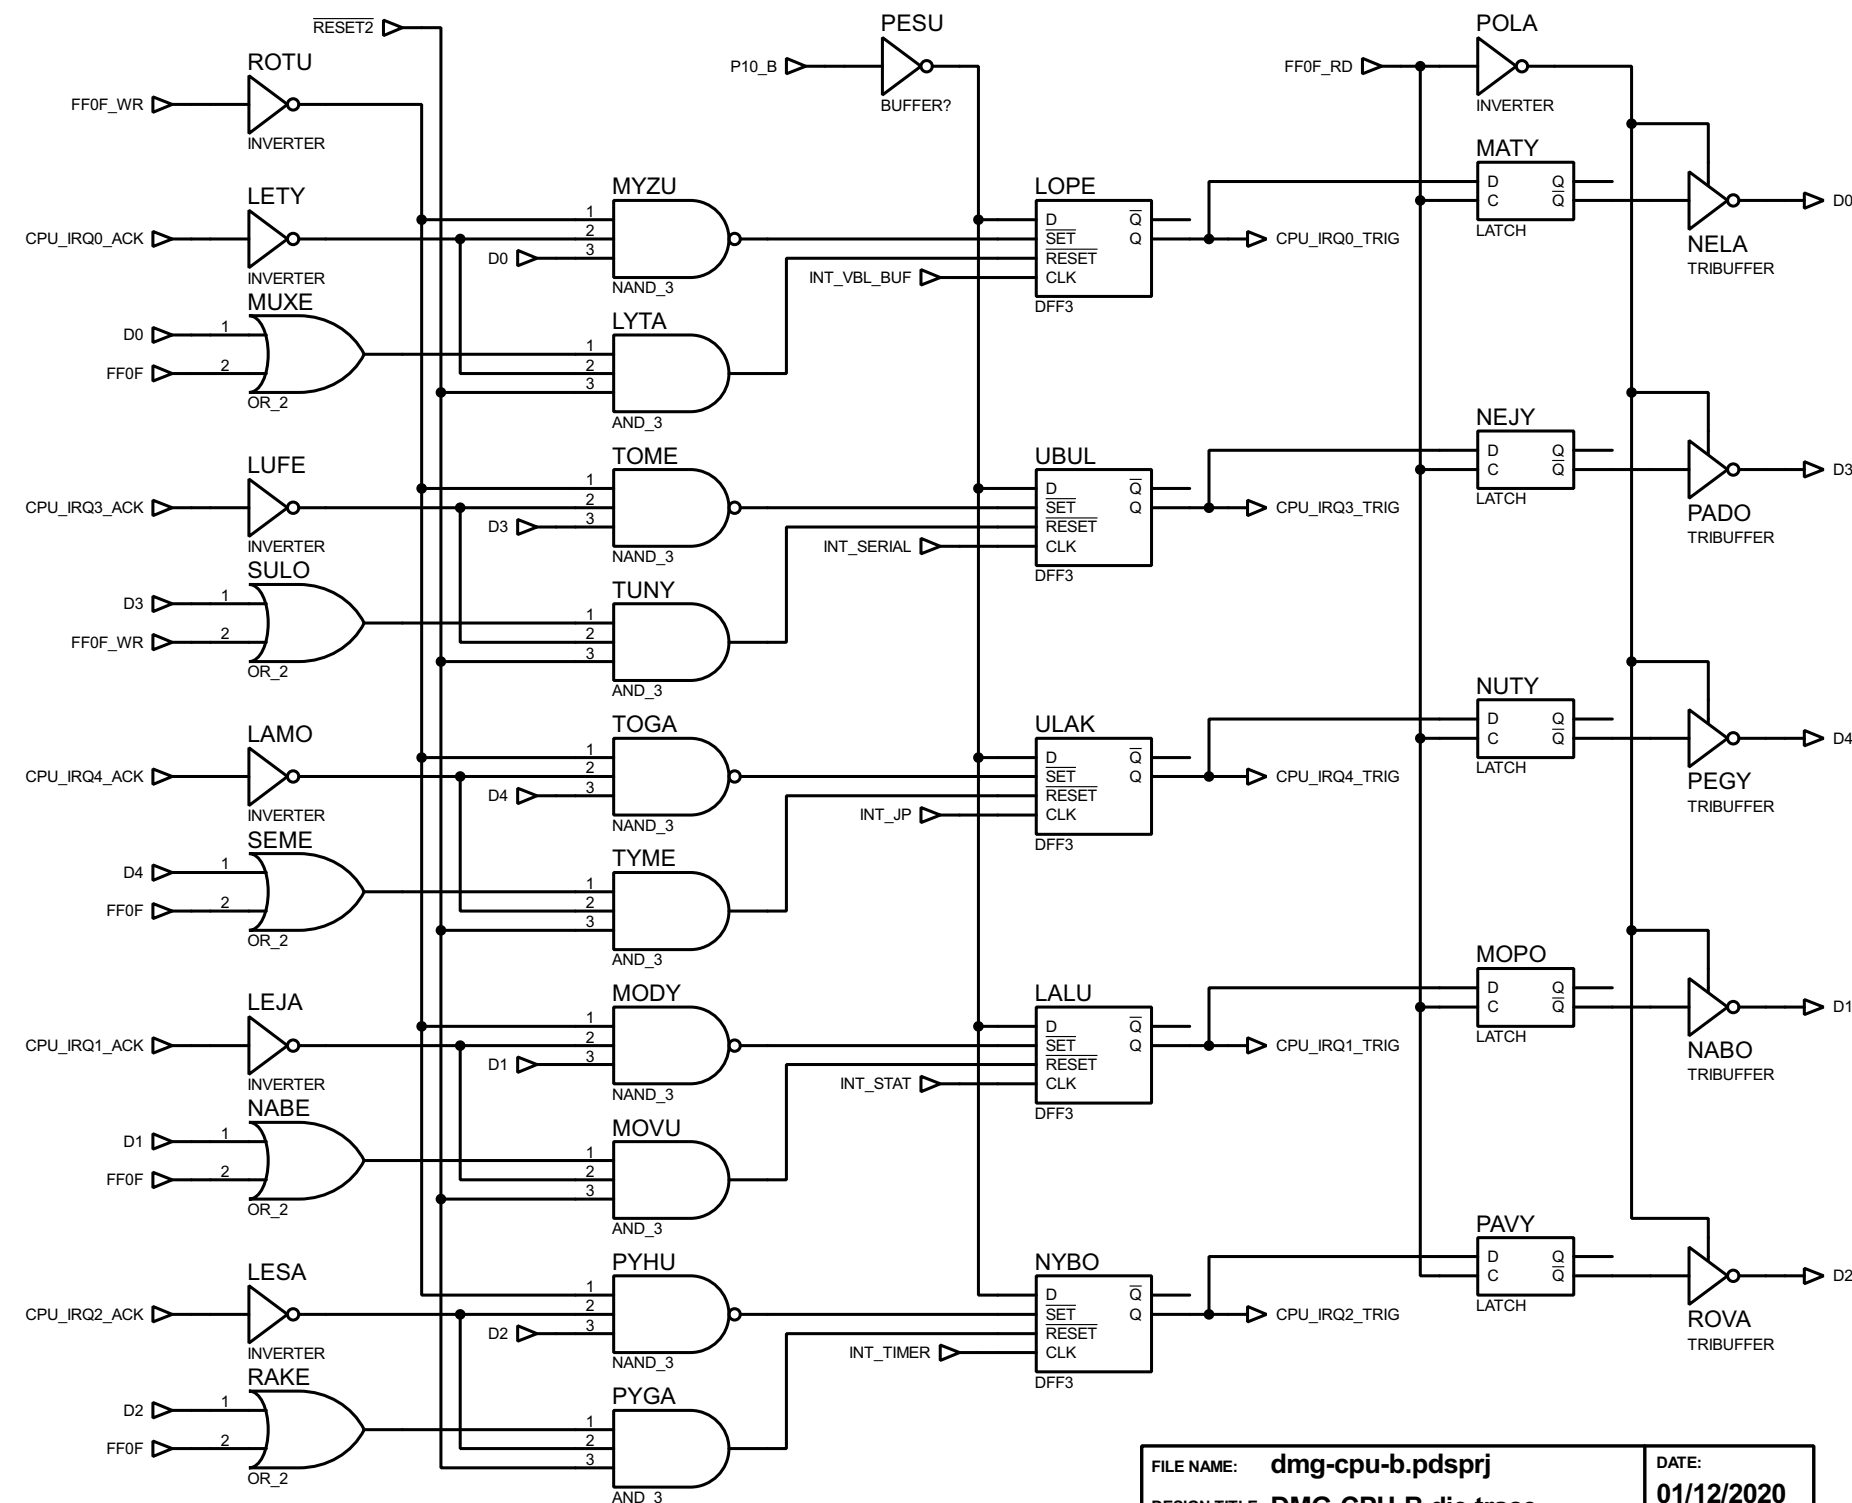 RESET2
PESU
POLA
ROTU
P10_B
FF0F_RD
FF0F_WR
BUFFER?
INVERTER
INVERTER
MATY
LETY
MYZU
LOPE
D Q
C Q
LATCH
1
2
3
D Q
SET Q
RESET
CLK
D0
CPU_IRQ0_ACK
D0
CPU_IRQ0_TRIG
NELA
TRIBUFFER
INVERTER
NAND_3
INT_VBL_BUF
DFF3
MUXE
LYTA
D0 1
FF0F 2
1
2
3
OR_2
AND_3
NEJY
LUFE
TOME
UBUL
D Q
C Q
LATCH
1
2
3
D Q
SET Q
RESET
CLK
D3
CPU_IRQ3_ACK
D3
CPU_IRQ3_TRIG
PADO
TRIBUFFER
INVERTER
NAND_3
INT_SERIAL
DFF3
SULO
TUNY
D3 1
FF0F_WR 2
1
2
3
OR_2
AND_3
NUTY
LAMO
TOGA
ULAK
D Q
C Q
LATCH
1
2
3
D Q
SET Q
RESET
CLK
D4
CPU_IRQ4_ACK
D4
CPU_IRQ4_TRIG
PEGY
TRIBUFFER
INVERTER
NAND_3
INT_JP
DFF3
SEME
TYME
D4 1
FF0F 2
1
2
3
OR_2
AND_3
MOPO
LEJA
MODY
LALU
D Q
C Q
LATCH
1
2
3
D Q
SET Q
RESET
CLK
D1
CPU_IRQ1_ACK
D1
CPU_IRQ1_TRIG
NABO
TRIBUFFER
INVERTER
NAND_3
INT_STAT
DFF3
NABE
MOVU
D1 1
FF0F 2
1
2
3
OR_2
AND_3
PAVY
LESA
PYHU
NYBO
D Q
C Q
LATCH
1
2
3
D Q
SET Q
RESET
CLK
D2
CPU_IRQ2_ACK
D2
CPU_IRQ2_TRIG
ROVA
TRIBUFFER
INVERTER
NAND_3
INT_TIMER
DFF3
RAKE
PYGA
D2 1
FF0F 2
1
2
3
OR_2
AND_3
FILE NAME: dmg-cpu-b.pdsprj
DATE:
01/12/2020
DESIGN TITLE: DMG-CPU-B die trace